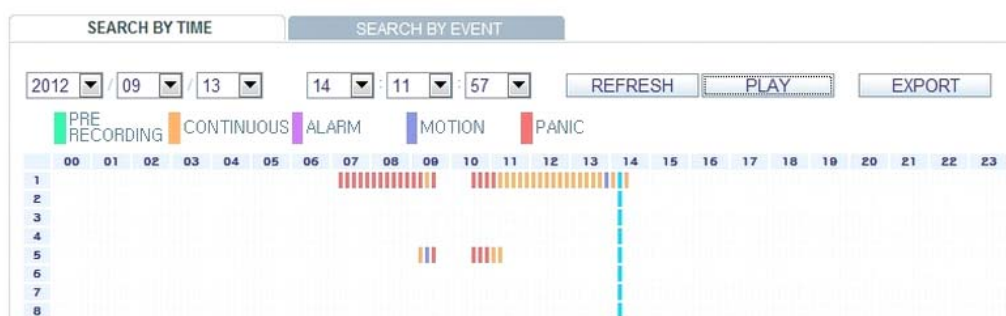 SEARCH BY TIME SEARCH BY EVENT
2012 / 09 / 13 14 : 11 : 57 REFRESH PLAY EXPORT
PRE RECORDING CONTINUOUS ALARM MOTION PANIC
00 01 02 03 04 05 06 07 08 09 10 11 12 13 14 15 16 17 18 19 20 21 22 23
1
2
3
4
5
6
7
8